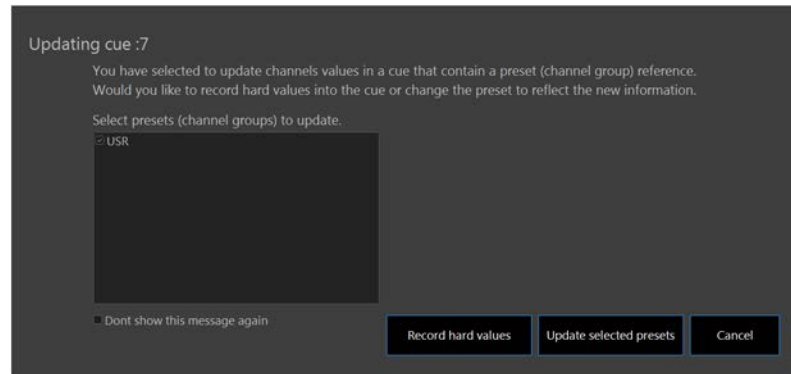 Updating cue :7
You have selected to update channels values in a cue that contain a preset (channel group) reference.
Would you like to record hard values into the cue or change the preset to reflect the new information.
Select presets (channel groups) to update.
USR
Dont show this message again
Record hard values
Update selected presets
Cancel